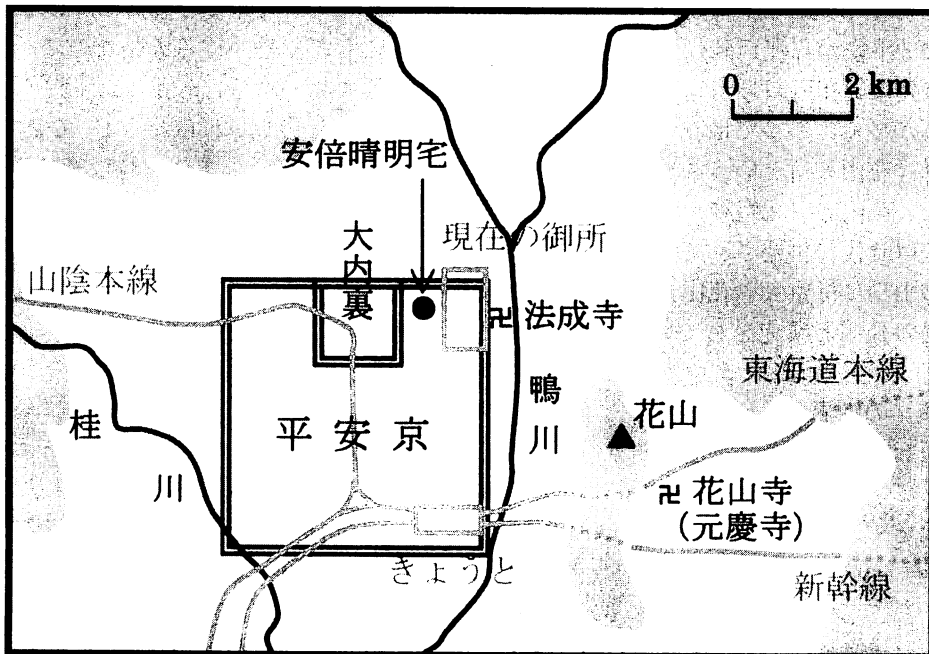 0 2 km
安倍晴明宅
現在の御所
大内裏
山陰本線
卍 法成寺
東海道本線
鴨川
花山
桂川
平安京
卍 花山寺
(元慶寺)
きょうと
新幹線